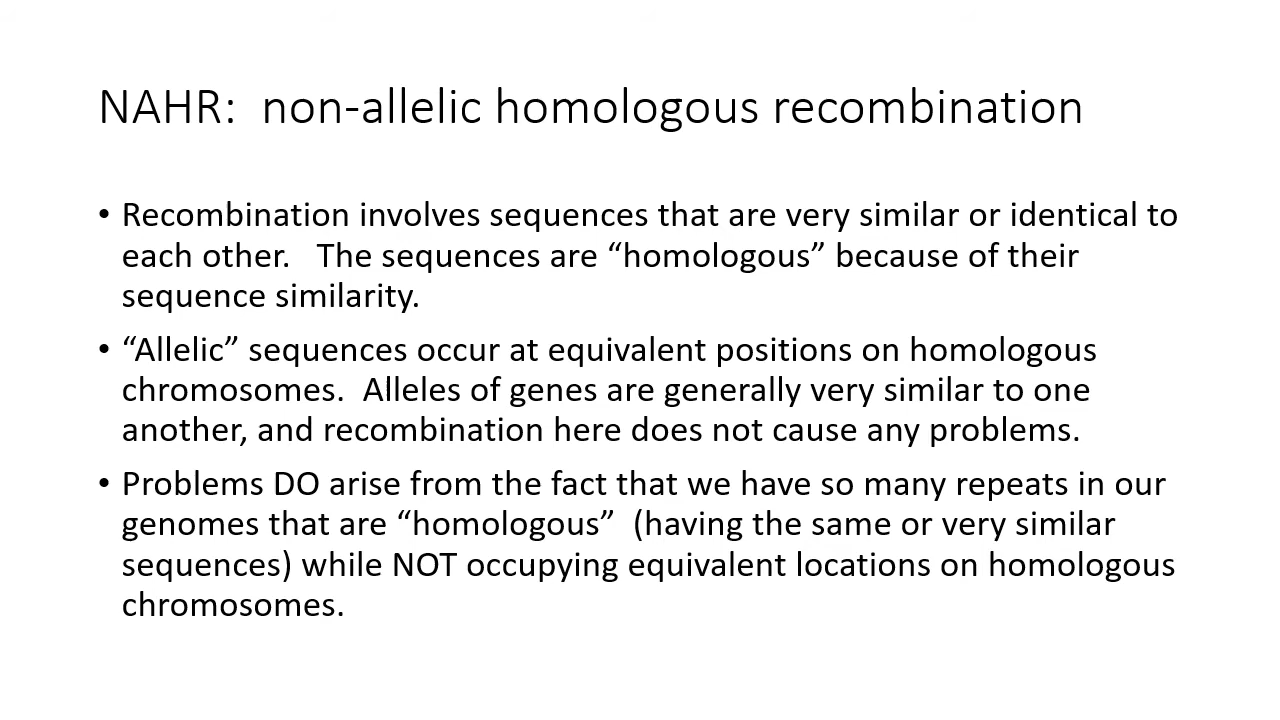 NAHR:  non-allelic homologous recombination
• Recombination involves sequences that are very similar or identical to
each other.   The sequences are “homologous” because of their
sequence similarity.
• “Allelic” sequences occur at equivalent positions on homologous
chromosomes.  Alleles of genes are generally very similar to one
another, and recombination here does not cause any problems.
• Problems DO arise from the fact that we have so many repeats in our
genomes that are “homologous”  (having the same or very similar
sequences) while NOT occupying equivalent locations on homologous
chromosomes.